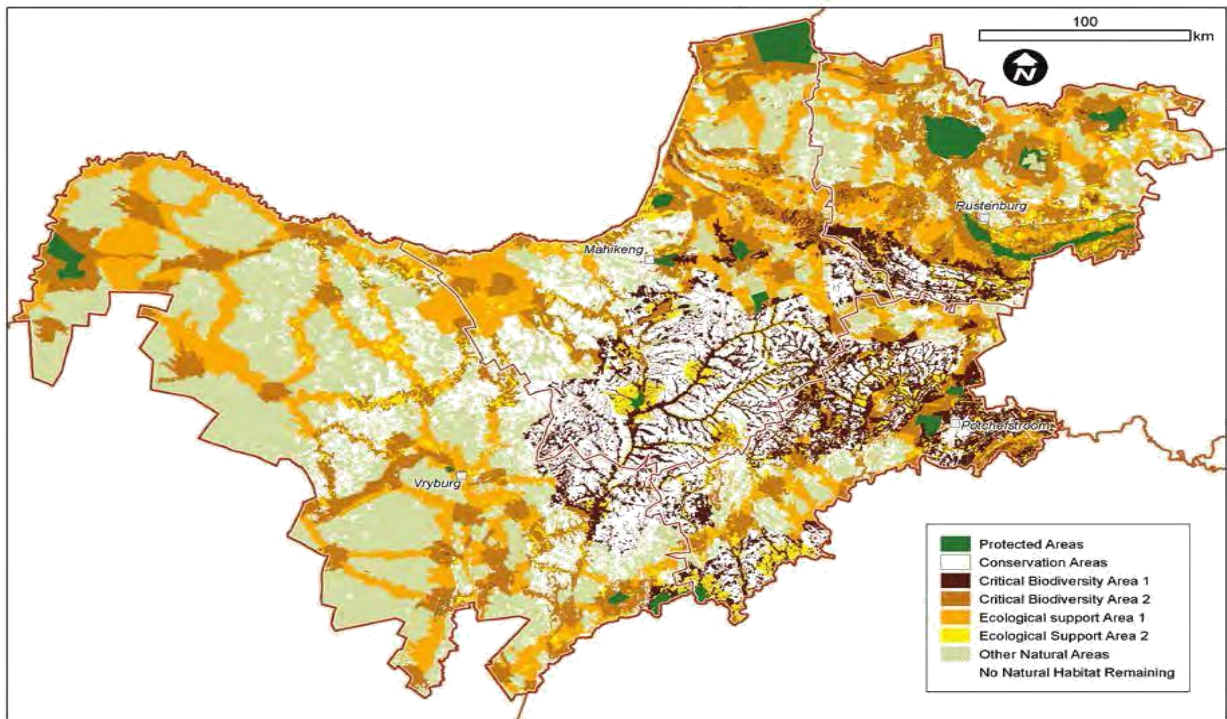 100
km
N
Rustenburg
Mahikeng
Potchefstroom
Vryburg
Protected Areas
Conservation Areas
Critical Biodiversity Area 1
Critical Biodiversity Area 2
Ecological support Area 1
Ecological Support Area 2
Other Natural Areas
No Natural Habitat Remaining